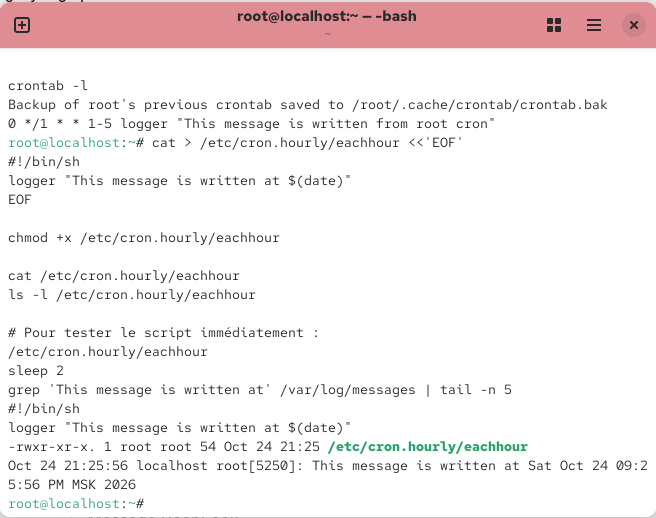 root@localhost:~ — -bash
~
crontab -l
Backup of root's previous crontab saved to /root/.cache/crontab/crontab.bak
0 */1 * * 1-5 logger "This message is written from root cron"
root@localhost:~# cat > /etc/cron.hourly/eachhour <<'EOF'
#!/bin/sh
logger "This message is written at $(date)"
EOF
chmod +x /etc/cron.hourly/eachhour
cat /etc/cron.hourly/eachhour
ls -l /etc/cron.hourly/eachhour
# Pour tester le script immédiatement :
/etc/cron.hourly/eachhour
sleep 2
grep 'This message is written at' /var/log/messages | tail -n 5
#!/bin/sh
logger "This message is written at $(date)"
-rwxr-xr-x. 1 root root 54 Oct 24 21:25 /etc/cron.hourly/eachhour
Oct 24 21:25:56 localhost root[5250]: This message is written at Sat Oct 24 09:2
5:56 PM MSK 2026
root@localhost:~#